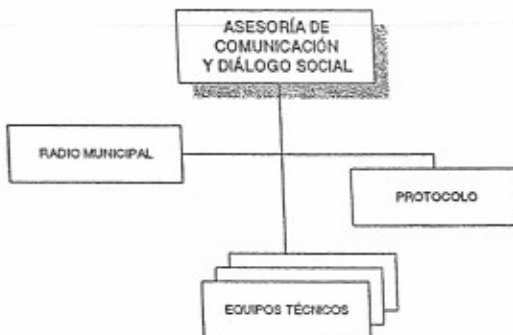 ASESORÍA DE
COMUNICACIÓN
Y DIÁLOGO SOCIAL
RADIO MUNICIPAL
PROTOCOLO
EQUIPOS TÉCNICOS